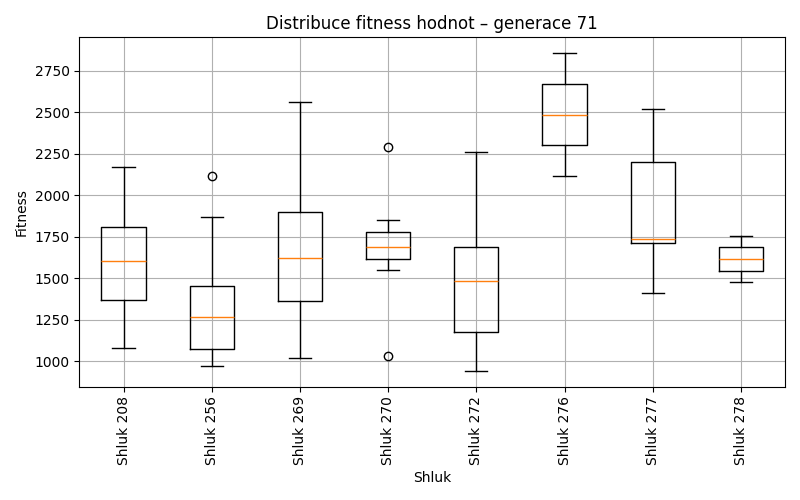 Distribuce fitness hodnot – generace 71
Fitness
2750
2500
2250
2000
1750
1500
1250
1000
Shluk 208
Shluk 256
Shluk 269
Shluk 270
Shluk 272
Shluk 276
Shluk 277
Shluk 278
Shluk